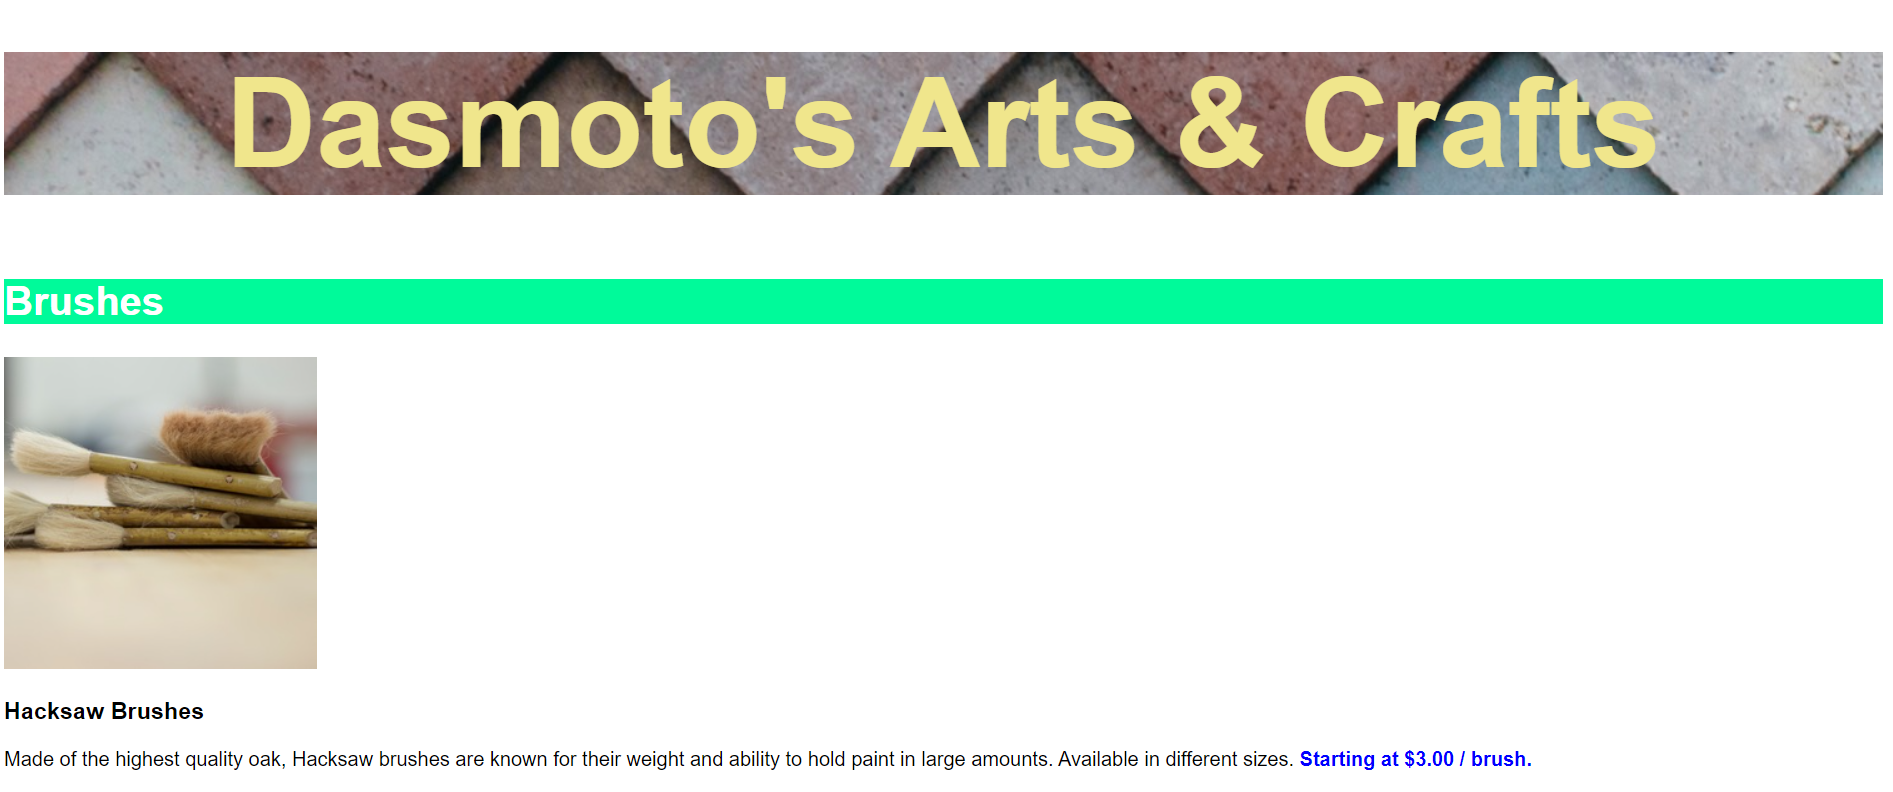 Dasmoto's Arts & Crafts
Brushes
Hacksaw Brushes
Made of the highest quality oak, Hacksaw brushes are known for their weight and ability to hold paint in large amounts. Available in different sizes. Starting at $3.00 / brush.